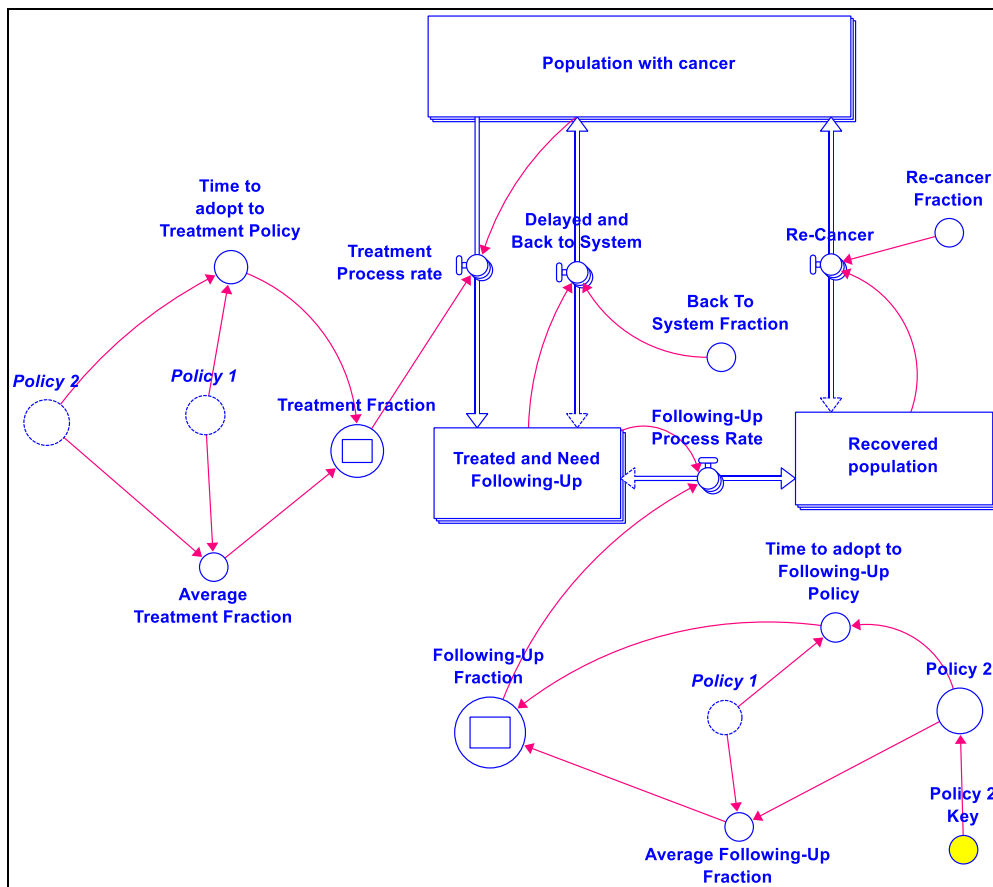 Population with cancer
Time to
adopt to
Treatment Policy
Treatment
Process rate
Delayed and
Back to System
Re-Cancer
Re-cancer
Fraction
Back To
System Fraction
Policy 2
Policy 1
Treatment Fraction
Following-Up
Process Rate
Treated and Need
Following-Up
Recovered
population
Average
Treatment Fraction
Time to adopt to
Following-Up
Policy
Following-Up
Fraction
Policy 1
Policy 2
Policy 2
Key
Average Following-Up
Fraction